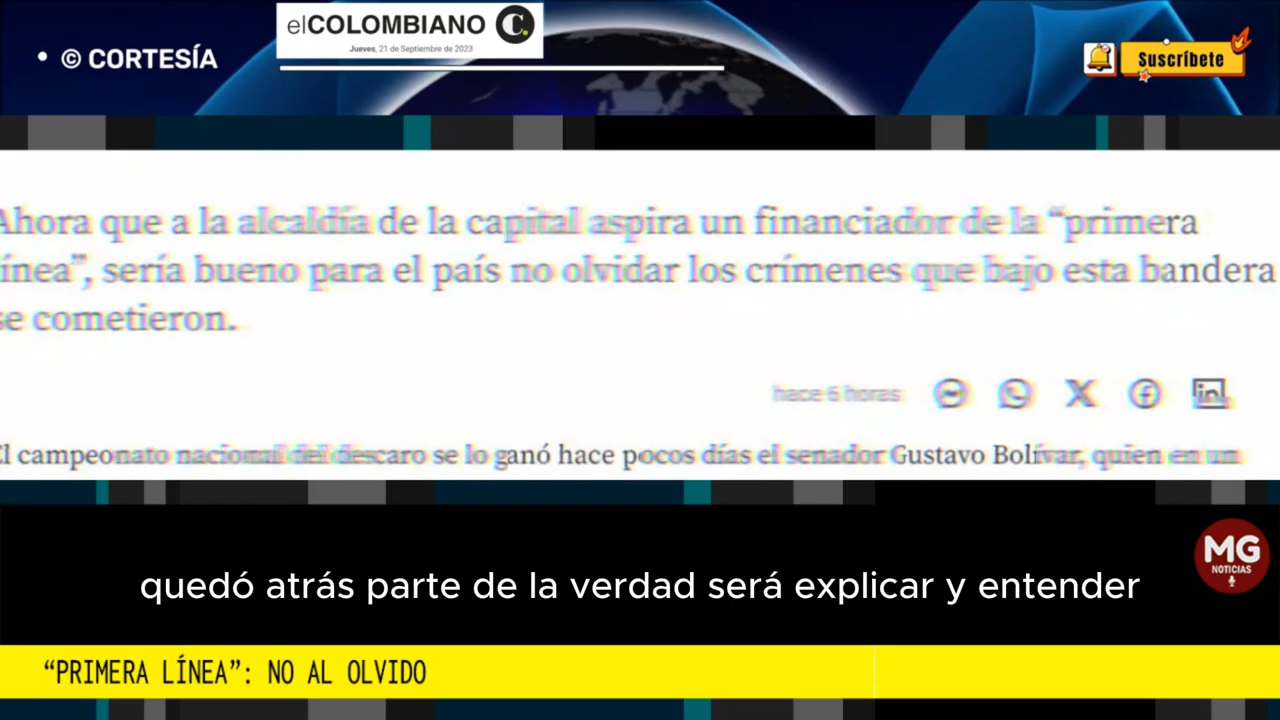 elCOLOMBIANO C.
Jueves, 21 de Septiembre de 2023
• © CORTESÍA
Suscríbete
Ahora que a la alcaldía de la capital aspira un financiador de la “primera
ínea”, sería bueno para el país no olvidar los crímenes que bajo esta bandera
se cometieron.
hace 6 horas
El campeonato nacional del descaro se lo ganó hace pocos días el senador Gustavo Bolívar, quien en un
MG
NOTICIAS
quedó atrás parte de la verdad será explicar y entender
“PRIMERA LÍNEA”: NO AL OLVIDO